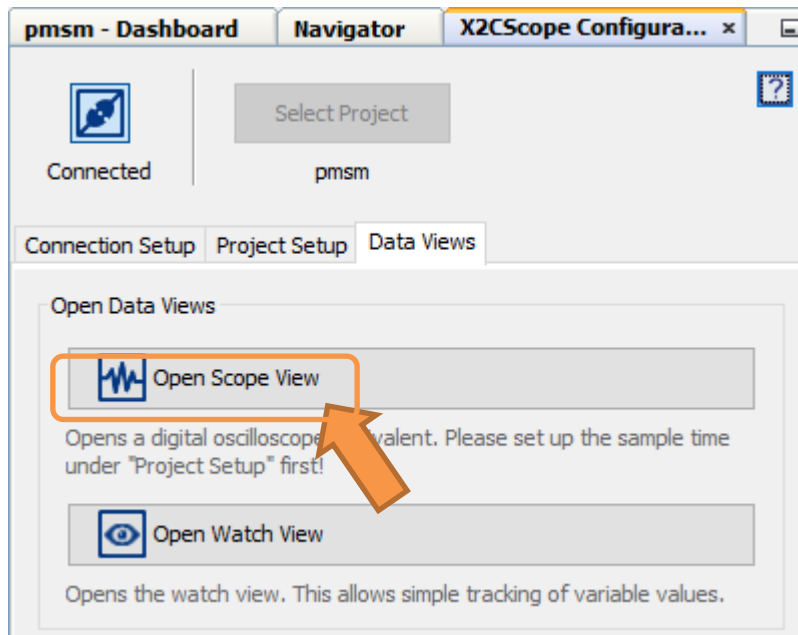 pmsm - Dashboard
Navigator
X2CScope Configura... ×
?
Select Project
Connected
pmsm
Connection Setup
Project Setup
Data Views
Open Data Views
Open Scope View
Opens a digital oscilloscope valent. Please set up the sample time
under "Project Setup" first!
Open Watch View
Opens the watch view. This allows simple tracking of variable values.